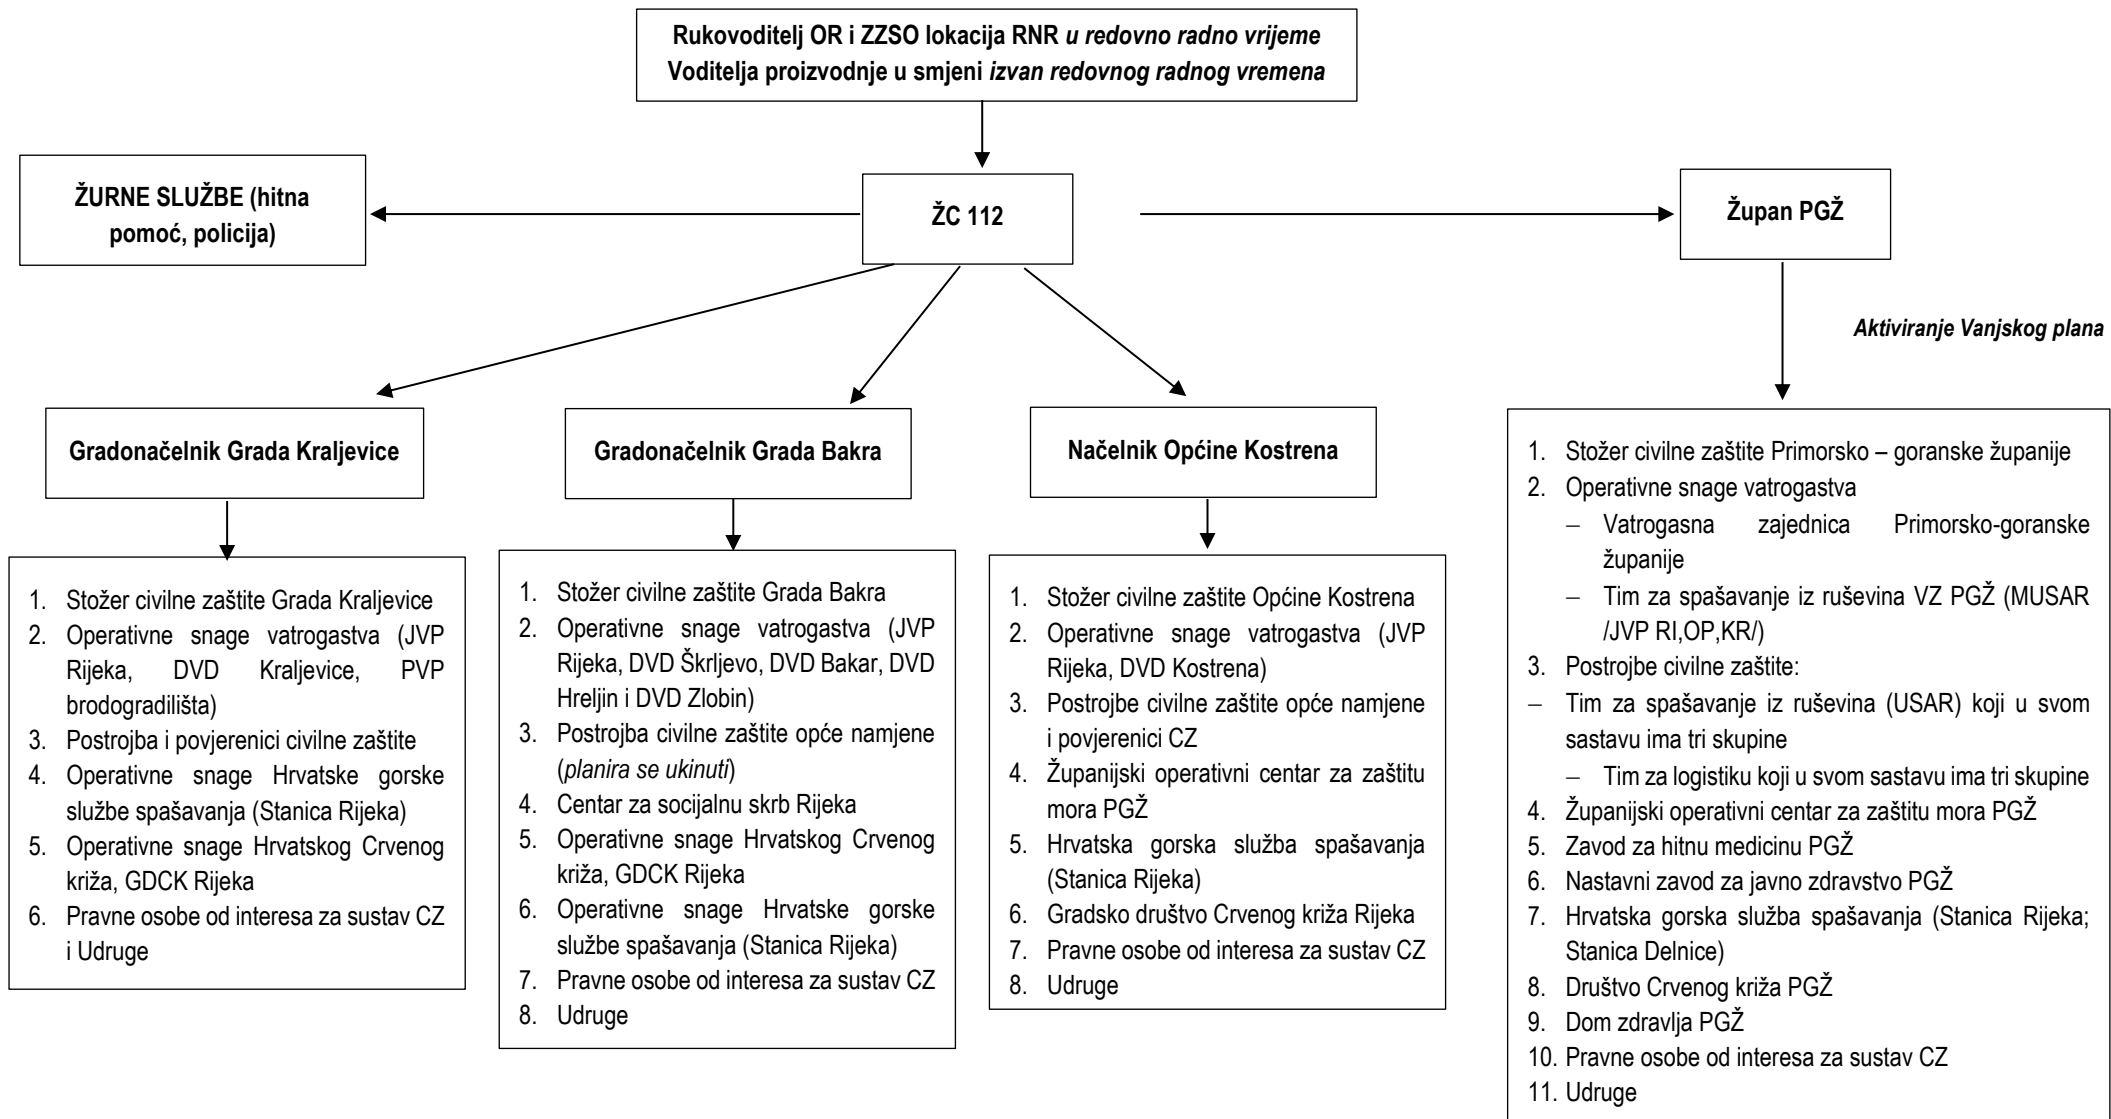 Rukovoditelj OR i ZZSO lokacija RNR u redovno radno vrijeme
Voditelja proizvodnje u smjeni izvan redovnog radnog vremena
ŽURNE SLUŽBE (hitna
pomoć, policija)
ŽC 112
Župan PGŽ
Aktiviranje Vanjskog plana
Gradonačelnik Grada Kraljevice
Gradonačelnik Grada Bakra
Načelnik Općine Kostrena
1. Stožer civilne zaštite Grada Kraljevice
2. Operativne snage vatrogastva (JVP
Rijeka, DVD Kraljevice, PVP
brodogradilišta)
3. Postrojba i povjerenici civilne zaštite
4. Operativne snage Hrvatske gorske
službe spašavanja (Stanica Rijeka)
5. Operativne snage Hrvatskog Crvenog
križa, GDCK Rijeka
6. Pravne osobe od interesa za sustav CZ
i Udruge
1. Stožer civilne zaštite Grada Bakra
2. Operativne snage vatrogastva (JVP
Rijeka, DVD Škrljevo, DVD Bakar, DVD
Hreljin i DVD Zlobin)
3. Postrojba civilne zaštite opće namjene
(planira se ukinuti)
4. Centar za socijalnu skrb Rijeka
5. Operativne snage Hrvatskog Crvenog
križa, GDCK Rijeka
6. Operativne snage Hrvatske gorske
službe spašavanja (Stanica Rijeka)
7. Pravne osobe od interesa za sustav CZ
8. Udruge
1. Stožer civilne zaštite Općine Kostrena
2. Operativne snage vatrogastva (JVP
Rijeka, DVD Kostrena)
3. Postrojbe civilne zaštite opće namjene
i povjerenici CZ
4. Županijski operativni centar za zaštitu
mora PGŽ
5. Hrvatska gorska služba spašavanja
(Stanica Rijeka)
6. Gradsko društvo Crvenog križa Rijeka
7. Pravne osobe od interesa za sustav CZ
8. Udruge
1. Stožer civilne zaštite Primorsko – goranske županije
2. Operativne snage vatrogastva
– Vatrogasna zajednica Primorsko-goranske
županije
– Tim za spašavanje iz ruševina VZ PGŽ (MUSAR
/JVP RI,OP,KR/)
3. Postrojbe civilne zaštite:
– Tim za spašavanje iz ruševina (USAR) koji u svom
sastavu ima tri skupine
– Tim za logistiku koji u svom sastavu ima tri skupine
4. Županijski operativni centar za zaštitu mora PGŽ
5. Zavod za hitnu medicinu PGŽ
6. Nastavni zavod za javno zdravstvo PGŽ
7. Hrvatska gorska služba spašavanja (Stanica Rijeka;
Stanica Delnice)
8. Društvo Crvenog križa PGŽ
9. Dom zdravlja PGŽ
10. Pravne osobe od interesa za sustav CZ
11. Udruge